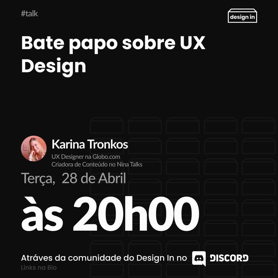 #talk
design in
Bate papo sobre UX
Design
Karina Tronkos
UX Designer na Globo.com
Criadora de Conteúdo no Nina Talks
Terça, 28 de Abril
às 20h00
Atráves da comunidade do Design In no DISCORD
Links na Bio